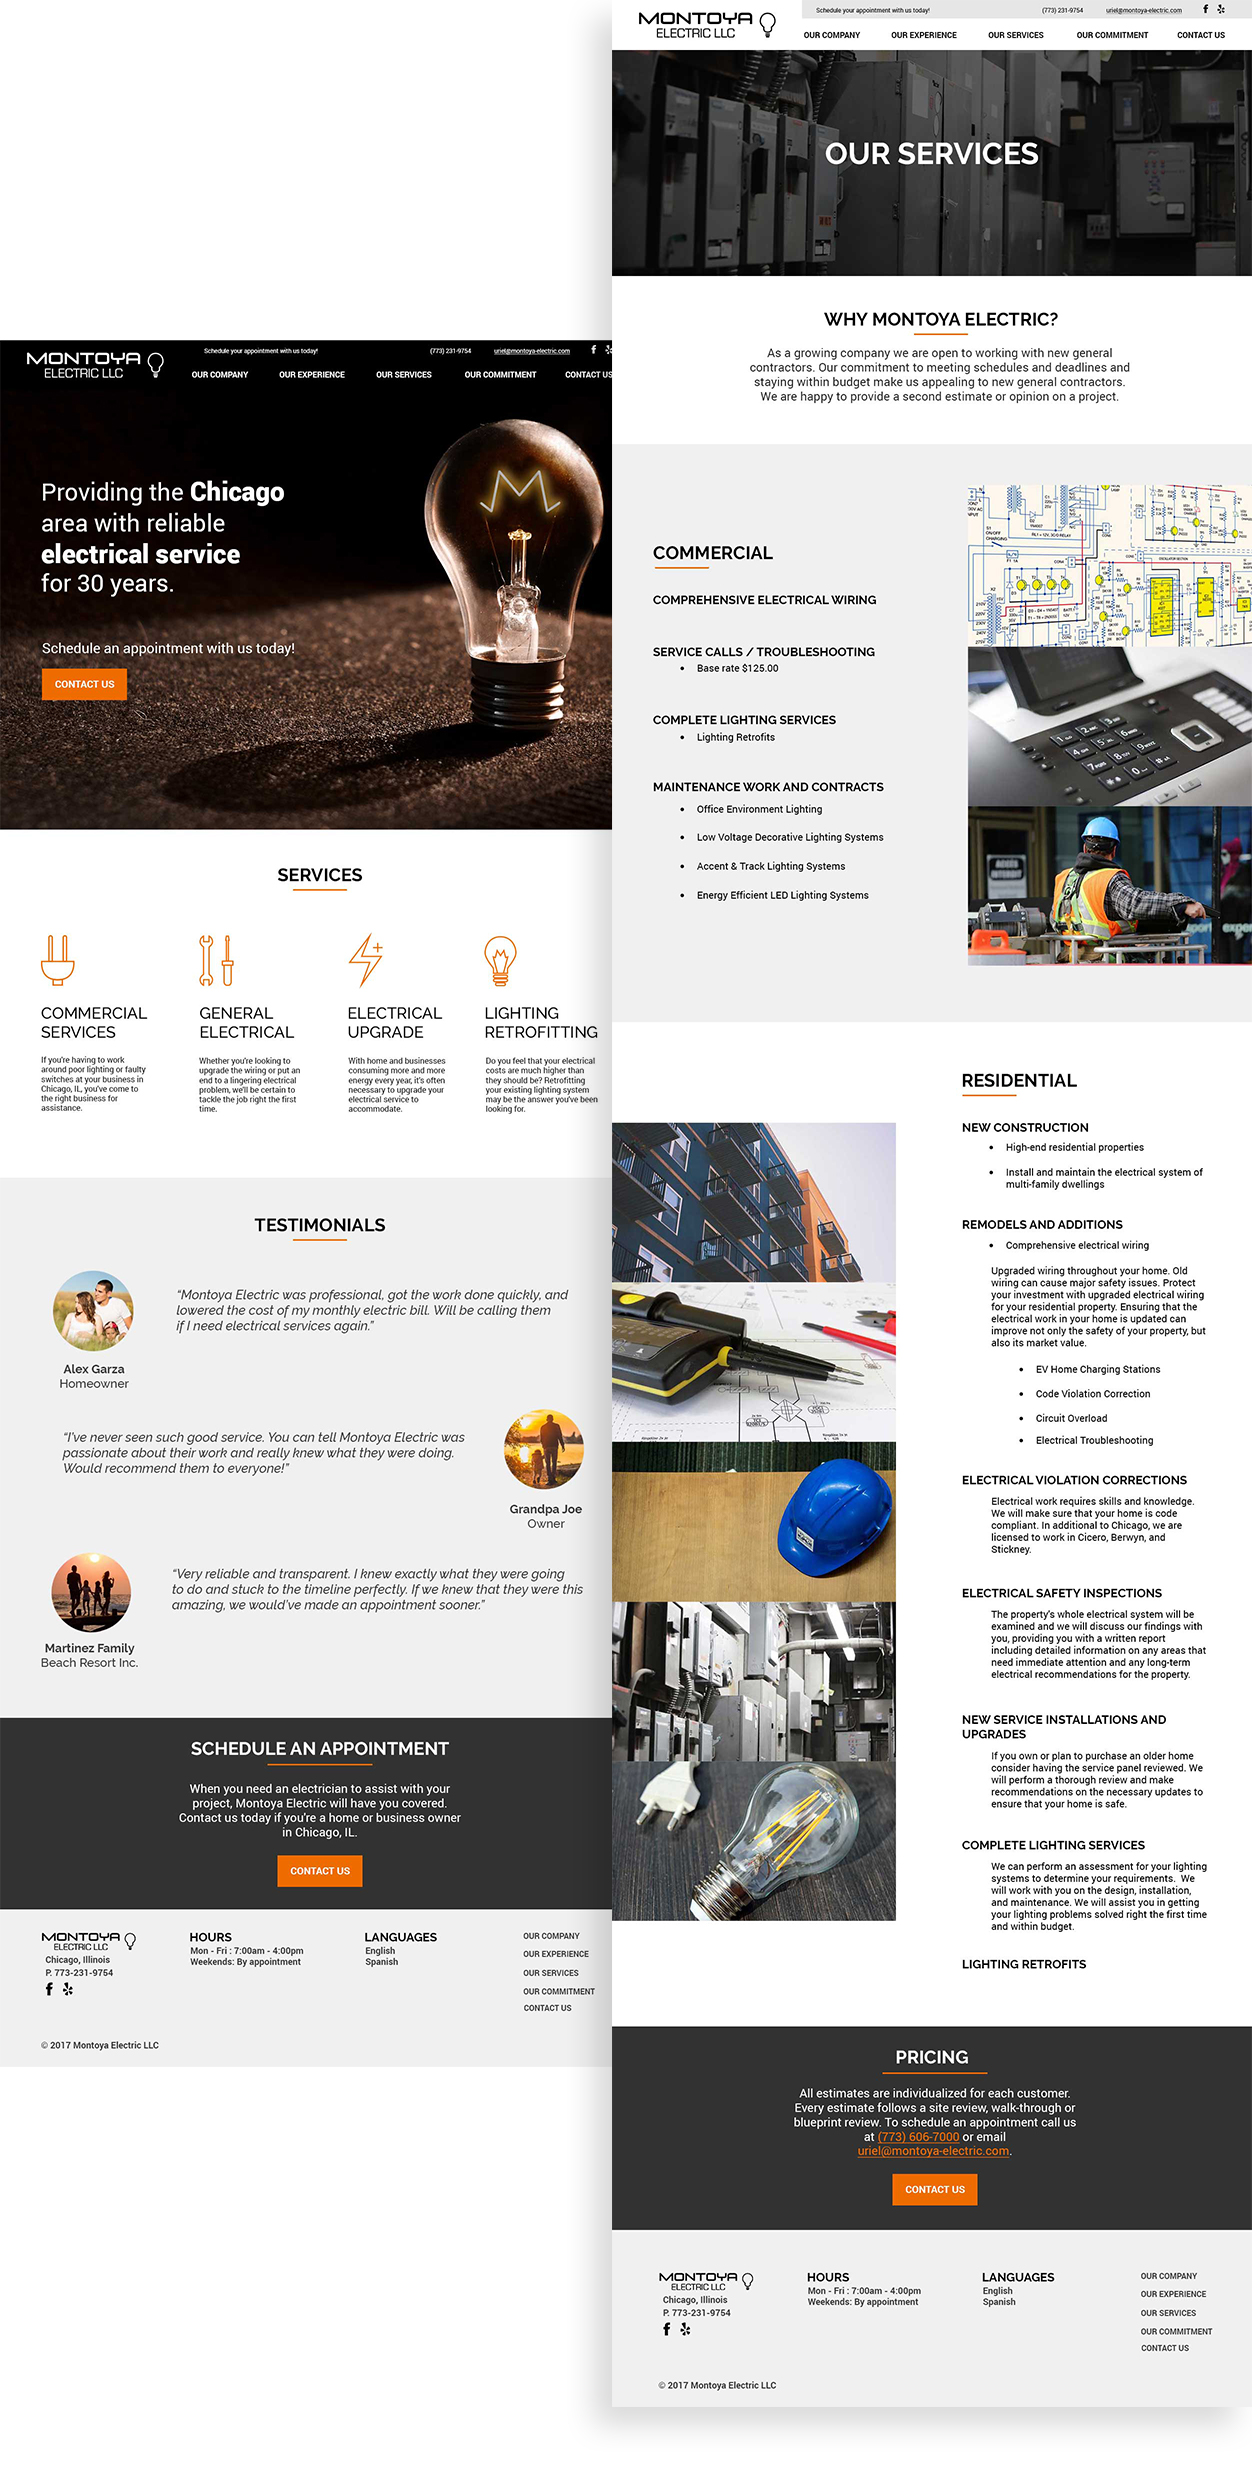 MONTOYA
ELECTRIC LLC
Schedule your appointment with us today!
(773) 231-9754
uriel@montoya-electric.com
OUR COMPANY
OUR EXPERIENCE
OUR SERVICES
OUR COMMITMENT
CONTACT US
Providing the Chicago
area with reliable
electrical service
for 30 years.
Schedule an appointment with us today!
CONTACT US
SERVICES
COMMERCIAL
SERVICES
If you're having to work
around poor lighting or faulty
switches at your business in
Chicago, IL, you've come to
the right business for
assistance.
GENERAL
ELECTRICAL
Whether you're looking to
upgrade the wiring or put an
end to a lingering electrical
problem, we'll be certain to
tackle the job right the first
time.
ELECTRICAL
UPGRADE
With home and businesses
consuming more and more
energy every year, it's often
necessary to upgrade your
electrical service to
accommodate.
LIGHTING
RETROFITTING
Do you feel that your electrical
costs are much higher than
they should be? Retrofitting
your existing lighting system
may be the answer you've been
looking for.
TESTIMONIALS
“Montoya Electric was professional, got the work done quickly, and
lowered the cost of my monthly electric bill. Will be calling them
if I need electrical services again.”
Alex Garza
Homeowner
“I've never seen such good service. You can tell Montoya Electric was
passionate about their work and really knew what they were doing.
Would recommend them to everyone!”
Grandpa Joe
Owner
“Very reliable and transparent. I knew exactly what they were going
to do and stuck to the timeline perfectly. If we knew that they were this
amazing, we would've made an appointment sooner.”
Martinez Family
Beach Resort Inc.
SCHEDULE AN APPOINTMENT
When you need an electrician to assist with your
project, Montoya Electric will have you covered.
Contact us today if you're a home or business owner
in Chicago, IL.
CONTACT US
MONTOYA
ELECTRIC LLC
Chicago, Illinois
P. 773-231-9754
HOURS
Mon - Fri : 7:00am - 4:00pm
Weekends: By appointment
LANGUAGES
English
Spanish
OUR COMPANY
OUR EXPERIENCE
OUR SERVICES
OUR COMMITMENT
CONTACT US
© 2017 Montoya Electric LLC
MONTOYA
ELECTRIC LLC
Schedule your appointment with us today!
(773) 231-9754
uriel@montoya-electric.com
OUR COMPANY
OUR EXPERIENCE
OUR SERVICES
OUR COMMITMENT
CONTACT US
OUR SERVICES
WHY MONTOYA ELECTRIC?
As a growing company we are open to working with new general
contractors. Our commitment to meeting schedules and deadlines and
staying within budget make us appealing to new general contractors.
We are happy to provide a second estimate or opinion on a project.
COMMERCIAL
COMPREHENSIVE ELECTRICAL WIRING
SERVICE CALLS / TROUBLESHOOTING
• Base rate $125.00
COMPLETE LIGHTING SERVICES
• Lighting Retrofits
MAINTENANCE WORK AND CONTRACTS
• Office Environment Lighting
• Low Voltage Decorative Lighting Systems
• Accent & Track Lighting Systems
• Energy Efficient LED Lighting Systems
RESIDENTIAL
NEW CONSTRUCTION
• High-end residential properties
• Install and maintain the electrical system of
multi-family dwellings
REMODELS AND ADDITIONS
• Comprehensive electrical wiring
Upgraded wiring throughout your home. Old
wiring can cause major safety issues. Protect
your investment with upgraded electrical wiring
for your residential property. Ensuring that the
electrical work in your home is updated can
improve not only the safety of your property, but
also its market value.
• EV Home Charging Stations
• Code Violation Correction
• Circuit Overload
• Electrical Troubleshooting
ELECTRICAL VIOLATION CORRECTIONS
Electrical work requires skills and knowledge.
We will make sure that your home is code
compliant. In additional to Chicago, we are
licensed to work in Cicero, Berwyn, and
Stickney.
ELECTRICAL SAFETY INSPECTIONS
The property's whole electrical system will be
examined and we will discuss our findings with
you, providing you with a written report
including detailed information on any areas that
need immediate attention and any long-term
electrical recommendations for the property.
NEW SERVICE INSTALLATIONS AND
UPGRADES
If you own or plan to purchase an older home
consider having the service panel reviewed. We
will perform a thorough review and make
recommendations on the necessary updates to
ensure that your home is safe.
COMPLETE LIGHTING SERVICES
We can perform an assessment for your lighting
systems to determine your requirements. We
will work with you on the design, installation,
and maintenance. We will assist you in getting
your lighting problems solved right the first time
and within budget.
LIGHTING RETROFITS
PRICING
All estimates are individualized for each customer.
Every estimate follows a site review, walk-through or
blueprint review. To schedule an appointment call us
at (773) 606-7000 or email
uriel@montoya-electric.com.
CONTACT US
MONTOYA
ELECTRIC LLC
Chicago, Illinois
P. 773-231-9754
HOURS
Mon - Fri : 7:00am - 4:00pm
Weekends: By appointment
LANGUAGES
English
Spanish
OUR COMPANY
OUR EXPERIENCE
OUR SERVICES
OUR COMMITMENT
CONTACT US
© 2017 Montoya Electric LLC